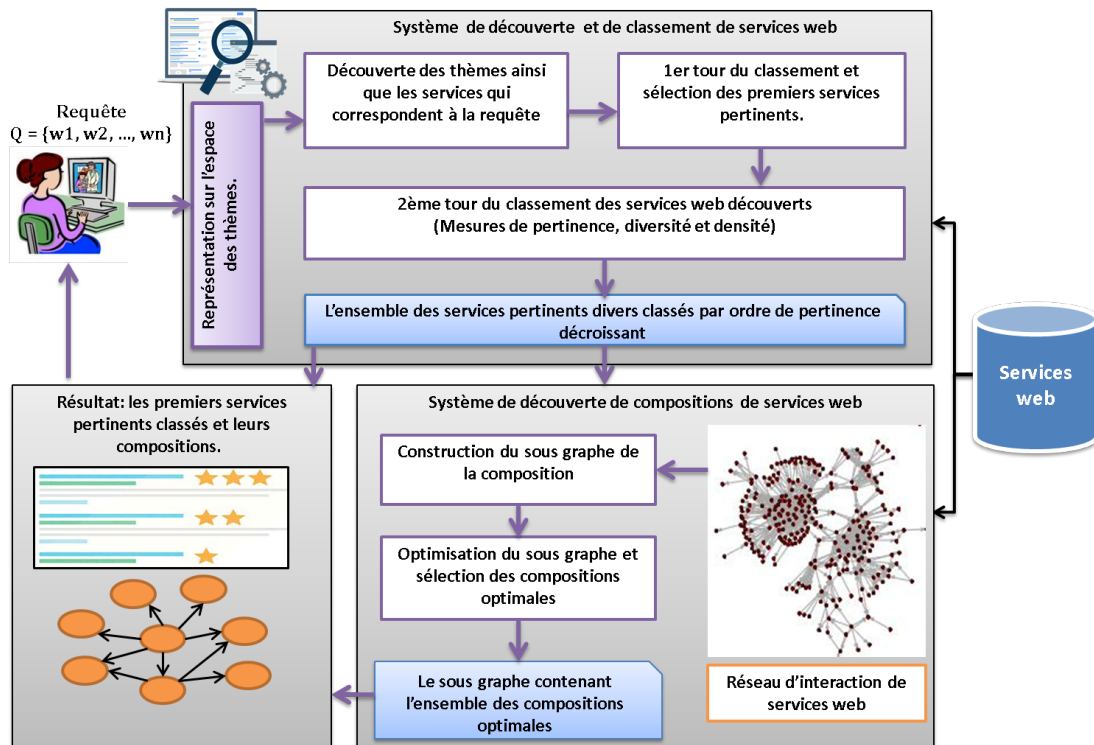 Système de découverte et de classement de services web
Requête
Q = {w1, w2, ..., wn}
Représentation sur l'espace
des thèmes.
Découverte des thèmes ainsi
que les services qui
correspondent à la requête
1er tour du classement et
sélection des premiers services
pertinents.
2ème tour du classement des services web découverts
(Mesures de pertinence, diversité et densité)
L'ensemble des services pertinents divers classés par ordre de pertinence
décroissant
Services
web
Résultat: les premiers services
pertinents classés et leurs
compositions.
Système de découverte de compositions de services web
Construction du sous graphe de
la composition
Optimisation du sous graphe et
sélection des compositions
optimales
Le sous graphe contenant
l'ensemble des compositions
optimales
Réseau d'interaction de
services web